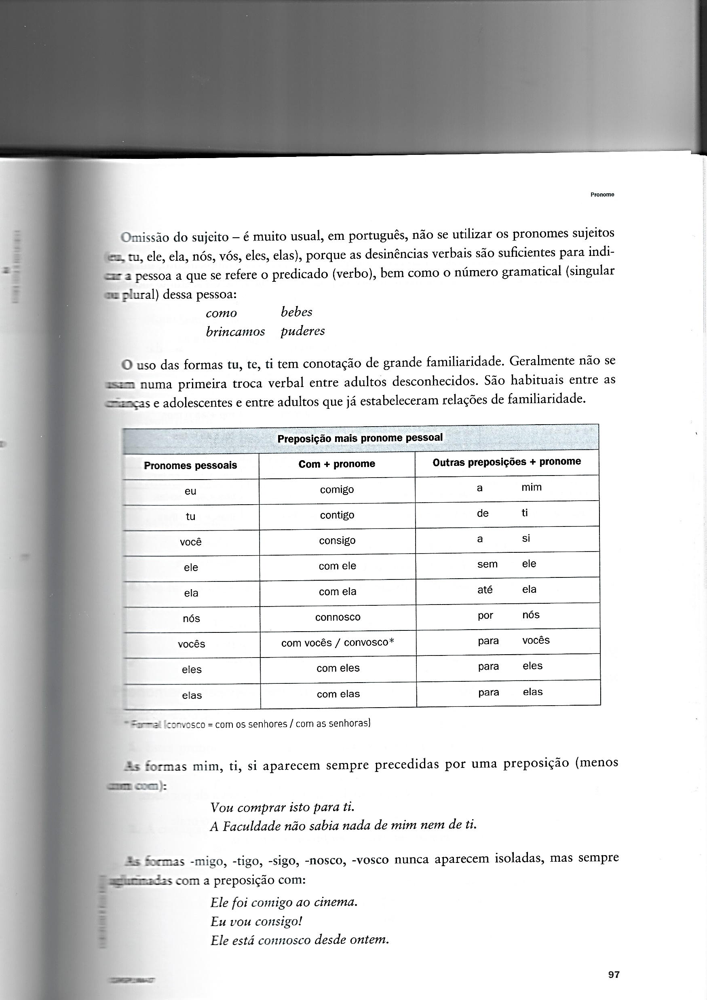 Pronome
Omissão do sujeito – é muito usual, em português, não se utilizar os pronomes sujeitos
(eu, tu, ele, ela, nós, vós, eles, elas), porque as desinências verbais são suficientes para indi-
car a pessoa a que se refere o predicado (verbo), bem como o número gramatical (singular
ou plural) dessa pessoa:
como bebes
brincamos puderes
O uso das formas tu, te, ti tem conotação de grande familiaridade. Geralmente não se
usam numa primeira troca verbal entre adultos desconhecidos. São habituais entre as
crianças e adolescentes e entre adultos que já estabeleceram relações de familiaridade.
Preposição mais pronome pessoal
Pronomes pessoais Com + pronome Outras preposições + pronome
eu comigo a mim
tu contigo de ti
você consigo a si
ele com ele sem ele
ela com ela até ela
nós connosco por nós
vocês com vocês / convosco* para vocês
eles com eles para eles
elas com elas para elas
* Formal (convosco = com os senhores / com as senhoras)
As formas mim, ti, si aparecem sempre precedidas por uma preposição (menos
com com):
Vou comprar isto para ti.
A Faculdade não sabia nada de mim nem de ti.
As formas -migo, -tigo, -sigo, -nosco, -vosco nunca aparecem isoladas, mas sempre
aglutinadas com a preposição com:
Ele foi comigo ao cinema.
Eu vou consigo!
Ele está connosco desde ontem.
97